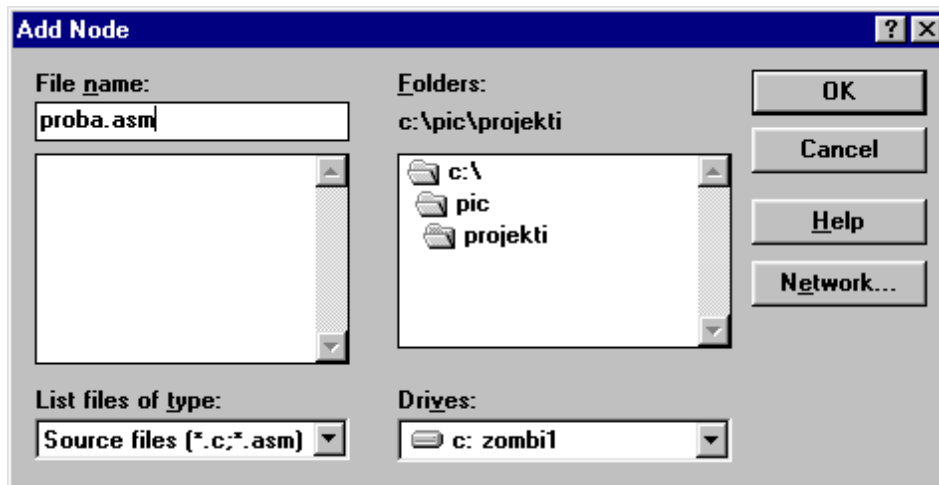 Add Node
File name:
proba.asm
Folders:
c:\pic\projekti
c:\
pic
projekti
OK
Cancel
Help
Network...
List files of type:
Source files (*.c;*.asm)
Drives:
c: zombi1